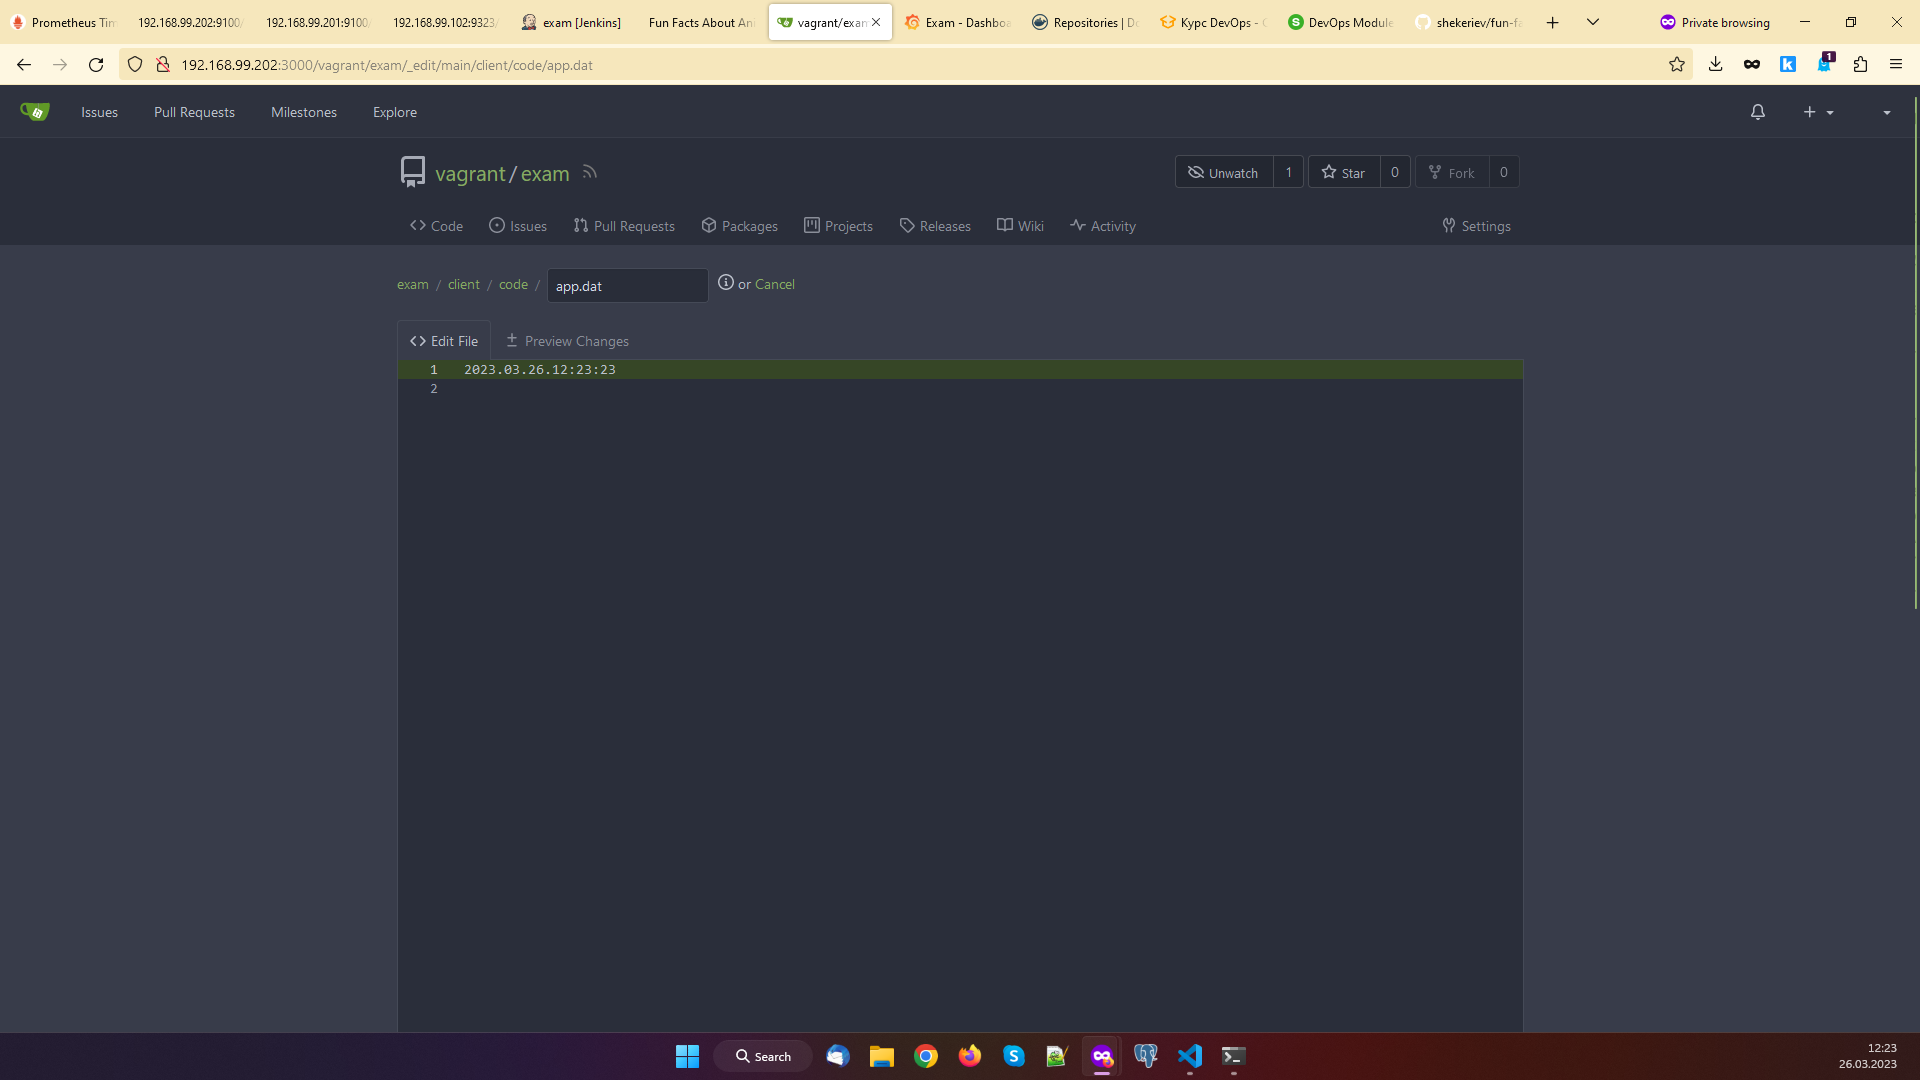 Prometheus Tim
192.168.99.202:9100/
192.168.99.201:9100/
192.168.99.102:9323/
exam [Jenkins]
Fun Facts About Ani
vagrant/exam
Exam - Dashboa
Repositories | Do
Курс DevOps - С
DevOps Module
shekeriev/fun-fa
Private browsing
192.168.99.202:3000/vagrant/exam/_edit/main/client/code/app.dat
1
Issues
Pull Requests
Milestones
Explore
vagrant/exam
Unwatch 1
Star 0
Fork 0
Code
Issues
Pull Requests
Packages
Projects
Releases
Wiki
Activity
Settings
exam / client / code / app.dat or Cancel
Edit File
Preview Changes
1 2023.03.26.12:23:23
2
Search
12:23
26.03.2023